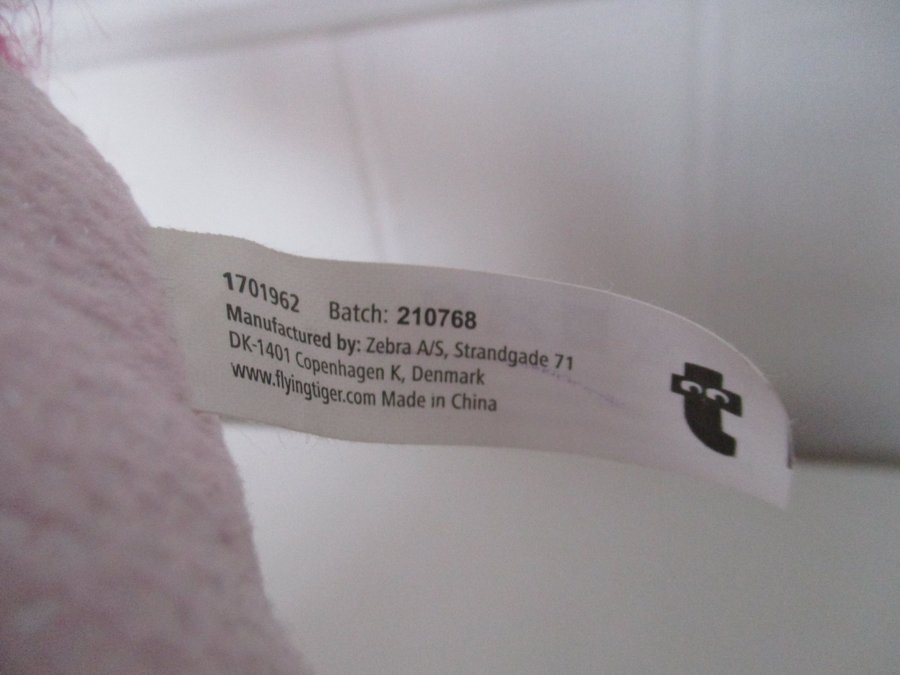 1701962 Batch: 210768
Manufactured by: Zebra A/S, Strandgade 71
DK-1401 Copenhagen K, Denmark
www.flyingtiger.com Made in China